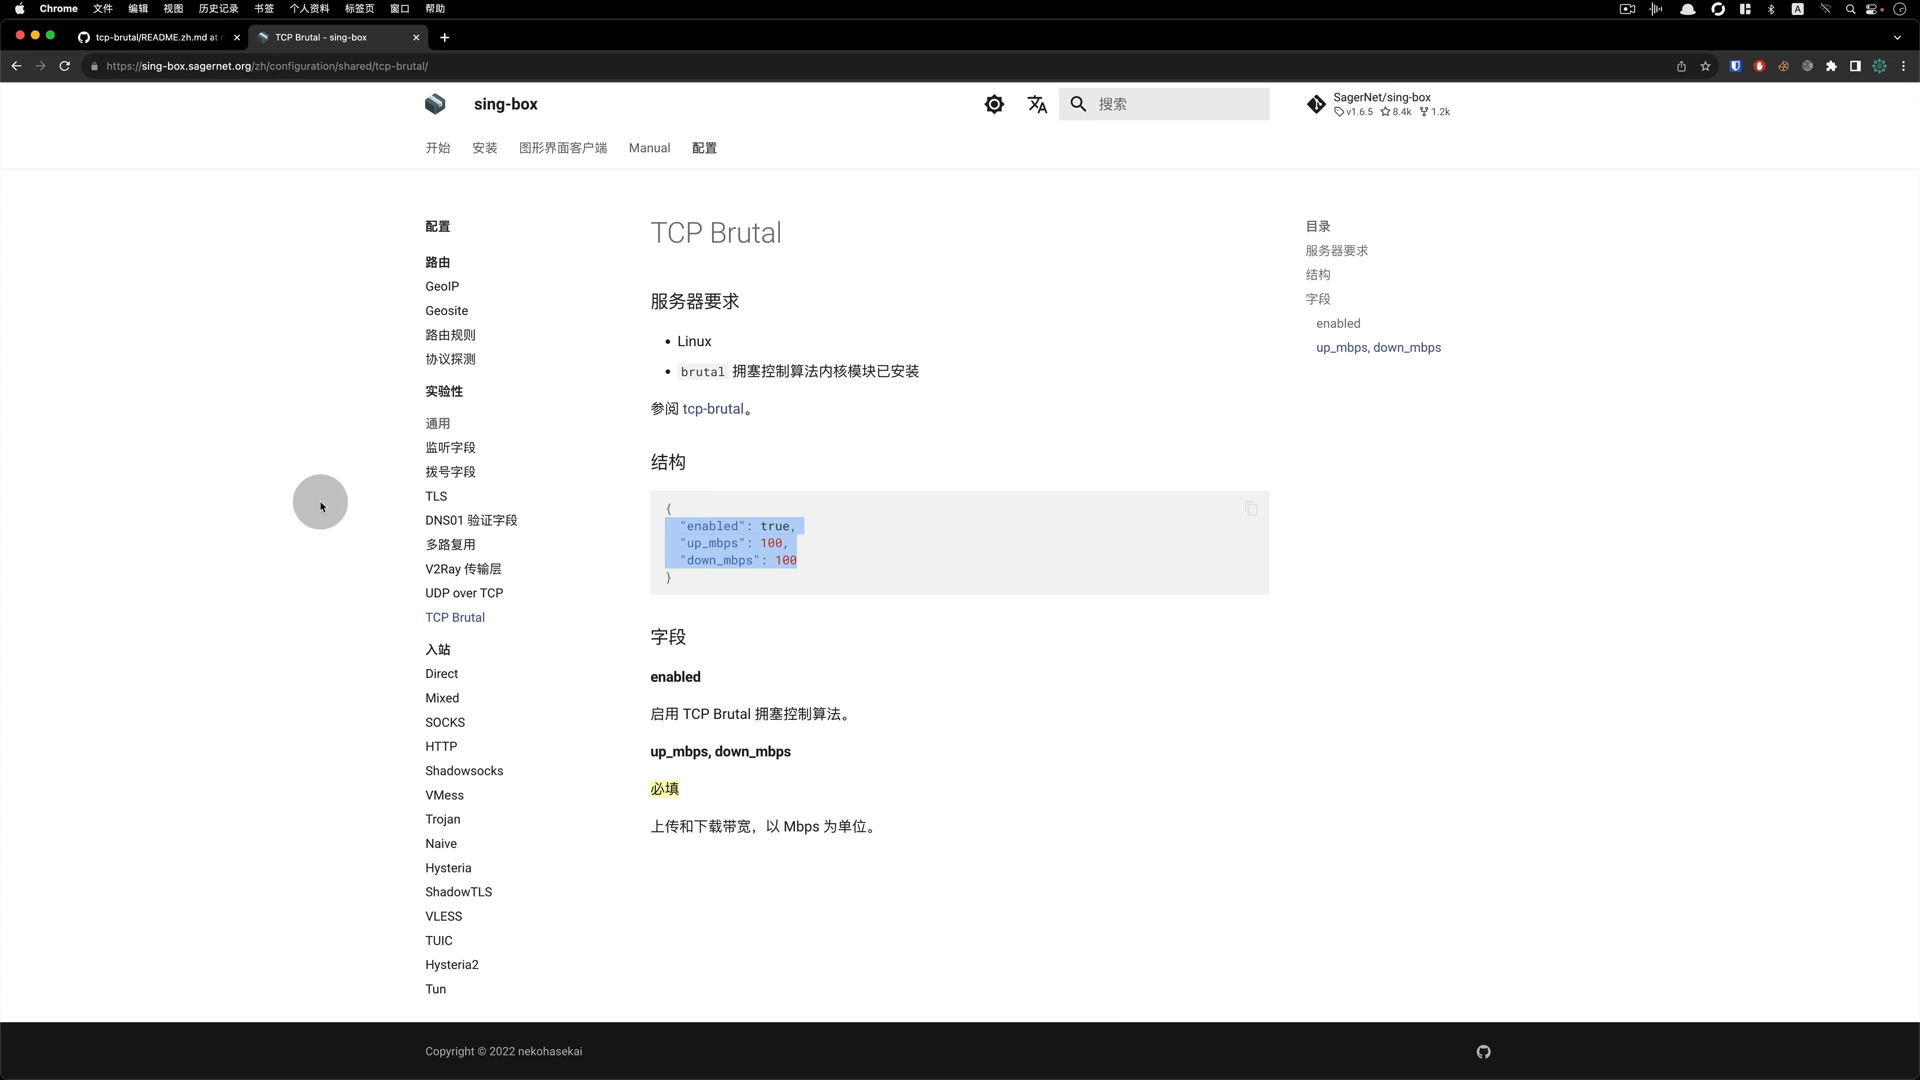 Chrome 文件 编辑 视图 历史记录 书签 个人资料 标签页 窗口 帮助
tcp-brutal/README.zh.md at
TCP Brutal - sing-box
https://sing-box.sagernet.org/zh/configuration/shared/tcp-brutal/
sing-box
搜索
SagerNet/sing-box
v1.6.5 8.4k 1.2k
开始 安装 图形界面客户端 Manual 配置
配置
路由
GeoIP
Geosite
路由规则
协议探测
实验性
通用
监听字段
拨号字段
TLS
DNS01 验证字段
多路复用
V2Ray 传输层
UDP over TCP
TCP Brutal
入站
Direct
Mixed
SOCKS
HTTP
Shadowsocks
VMess
Trojan
Naive
Hysteria
ShadowTLS
VLESS
TUIC
Hysteria2
Tun
TCP Brutal
服务器要求
Linux
brutal 拥塞控制算法内核模块已安装
参阅 tcp-brutal。
结构
{
"enabled": true,
"up_mbps": 100,
"down_mbps": 100
}
字段
enabled
启用 TCP Brutal 拥塞控制算法。
up_mbps, down_mbps
必填
上传和下载带宽，以 Mbps 为单位。
目录
服务器要求
结构
字段
enabled
up_mbps, down_mbps
Copyright © 2022 nekohasekai